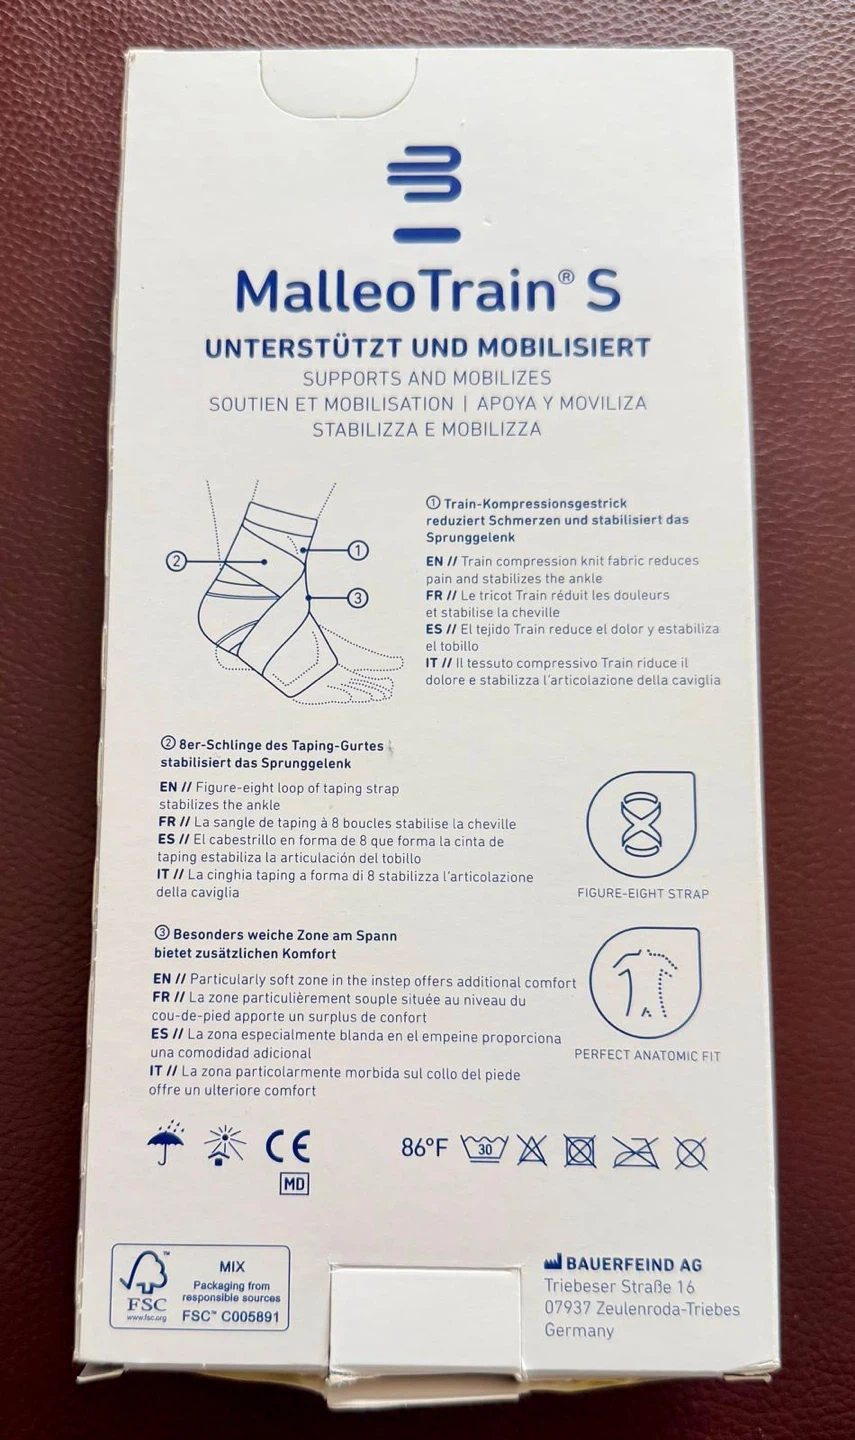 MalleoTrain® S
UNTERSTÜTZT UND MOBILISIERT
SUPPORTS AND MOBILIZES
SOUTIEN ET MOBILISATION | APOYA Y MOVILIZA
STABILIZZA E MOBILIZZA
① Train-Kompressionsgestrick
reduziert Schmerzen und stabilisiert das
Sprunggelenk
EN // Train compression knit fabric reduces
pain and stabilizes the ankle
FR // Le tricot Train réduit les douleurs
et stabilise la cheville
ES // El tejido Train reduce el dolor y estabiliza
el tobillo
IT // Il tessuto compressivo Train riduce il
dolore e stabilizza l'articolazione della caviglia
1
2
3
② 8er-Schlinge des Taping-Gurtes
stabilisiert das Sprunggelenk
EN // Figure-eight loop of taping strap
stabilizes the ankle
FR // La sangle de taping à 8 boucles stabilise la cheville
ES // El cabestrillo en forma de 8 que forma la cinta de
taping estabiliza la articulación del tobillo
IT // La cinghia taping a forma di 8 stabilizza l'articolazione
della caviglia
FIGURE-EIGHT STRAP
③ Besonders weiche Zone am Spann
bietet zusätzlichen Komfort
EN // Particularly soft zone in the instep offers additional comfort
FR // La zone particulièrement souple située au niveau du
cou-de-pied apporte un surplus de confort
ES // La zona especialmente blanda en el empeine proporciona
una comodidad adicional
IT // La zona particolarmente morbida sul collo del piede
offre un ulteriore comfort
PERFECT ANATOMIC FIT
CE
MD
86°F
30
FSC
www.fsc.org
MIX
Packaging from
responsible sources
FSC™ C005891
BAUERFEIND AG
Triebeser Straße 16
07937 Zeulenroda-Triebes
Germany